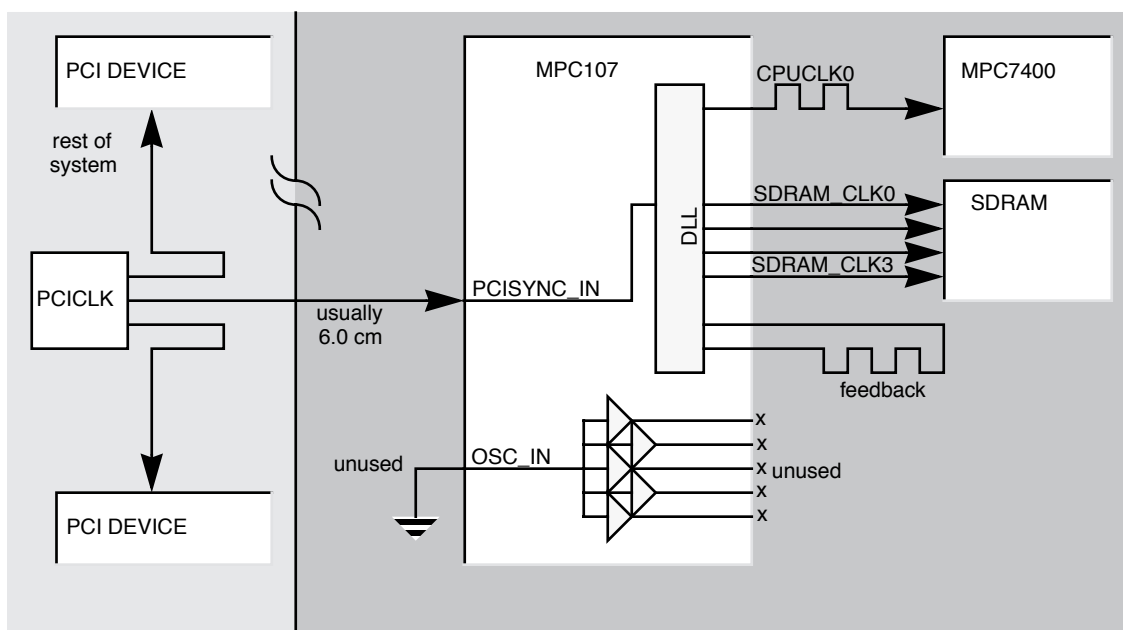 PCI DEVICE
rest of
system
PCICLK
PCI DEVICE
usually
6.0 cm
MPC107
PCISYNC_IN
DLL
CPUCLK0
MPC7400
SDRAM_CLK0
SDRAM_CLK3
SDRAM
feedback
unused
OSC_IN
x
x
x unused
x
x